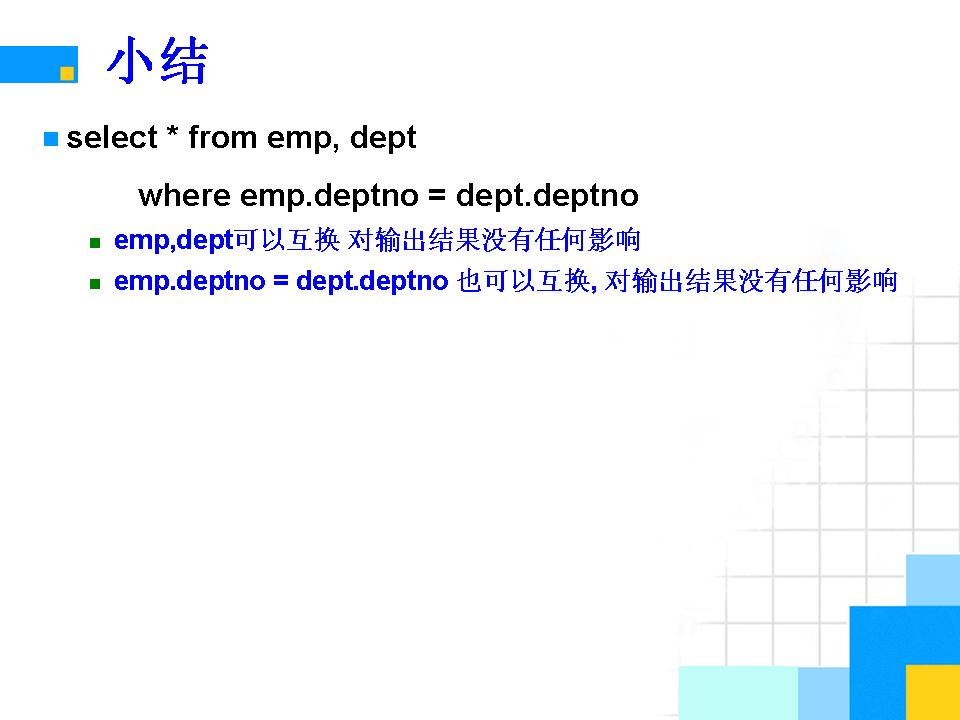 小结
select * from emp, dept
where emp.deptno = dept.deptno
emp,dept可以互换 对输出结果没有任何影响
emp.deptno = dept.deptno 也可以互换, 对输出结果没有任何影响